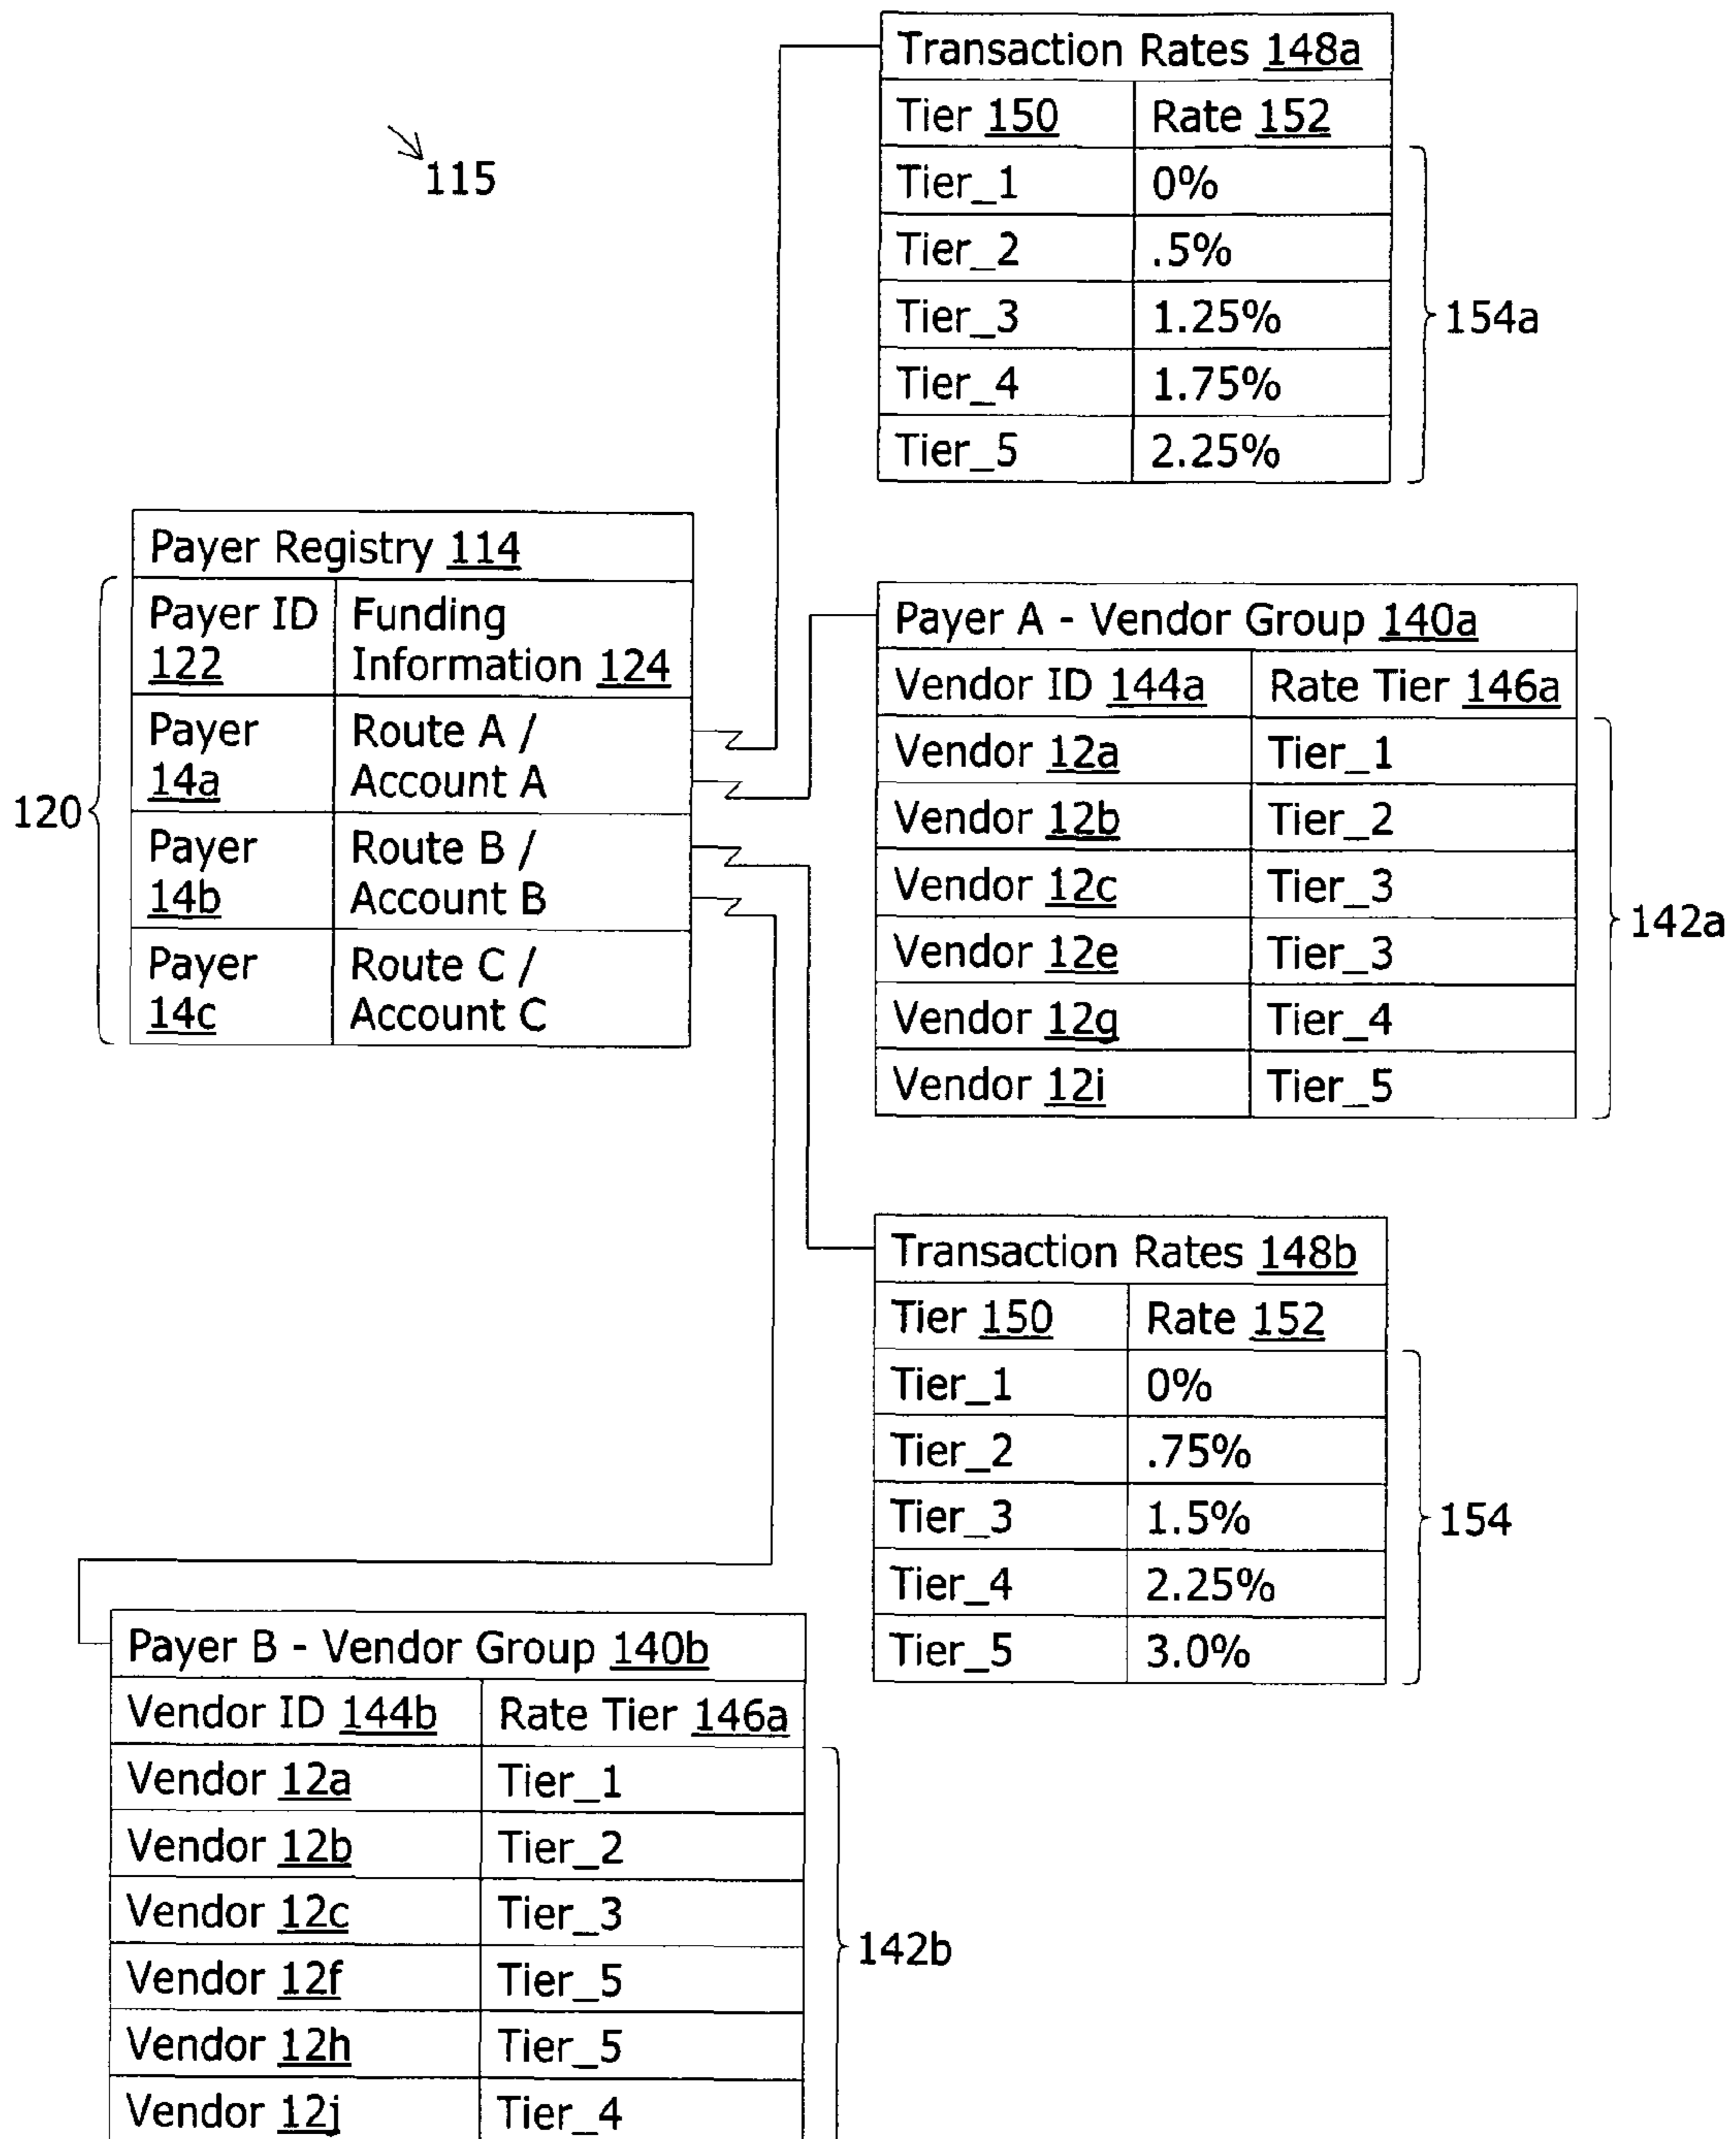 115
Transaction Rates 148a
Tier 150 Rate 152
Tier_1 0%
Tier_2 .5%
Tier_3 1.25%
Tier_4 1.75%
Tier_5 2.25%
154a
Payer Registry 114
Payer ID 122 Funding
Information 124
Payer 14a Route A /
Account A
Payer 14b Route B /
Account B
Payer 14c Route C /
Account C
120
Payer A - Vendor Group 140a
Vendor ID 144a Rate Tier 146a
Vendor 12a Tier_1
Vendor 12b Tier_2
Vendor 12c Tier_3
Vendor 12e Tier_3
Vendor 12g Tier_4
Vendor 12i Tier_5
142a
Transaction Rates 148b
Tier 150 Rate 152
Tier_1 0%
Tier_2 .75%
Tier_3 1.5%
Tier_4 2.25%
Tier_5 3.0%
154
Payer B - Vendor Group 140b
Vendor ID 144b Rate Tier 146a
Vendor 12a Tier_1
Vendor 12b Tier_2
Vendor 12c Tier_3
Vendor 12f Tier_5
Vendor 12h Tier_5
Vendor 12j Tier_4
142b